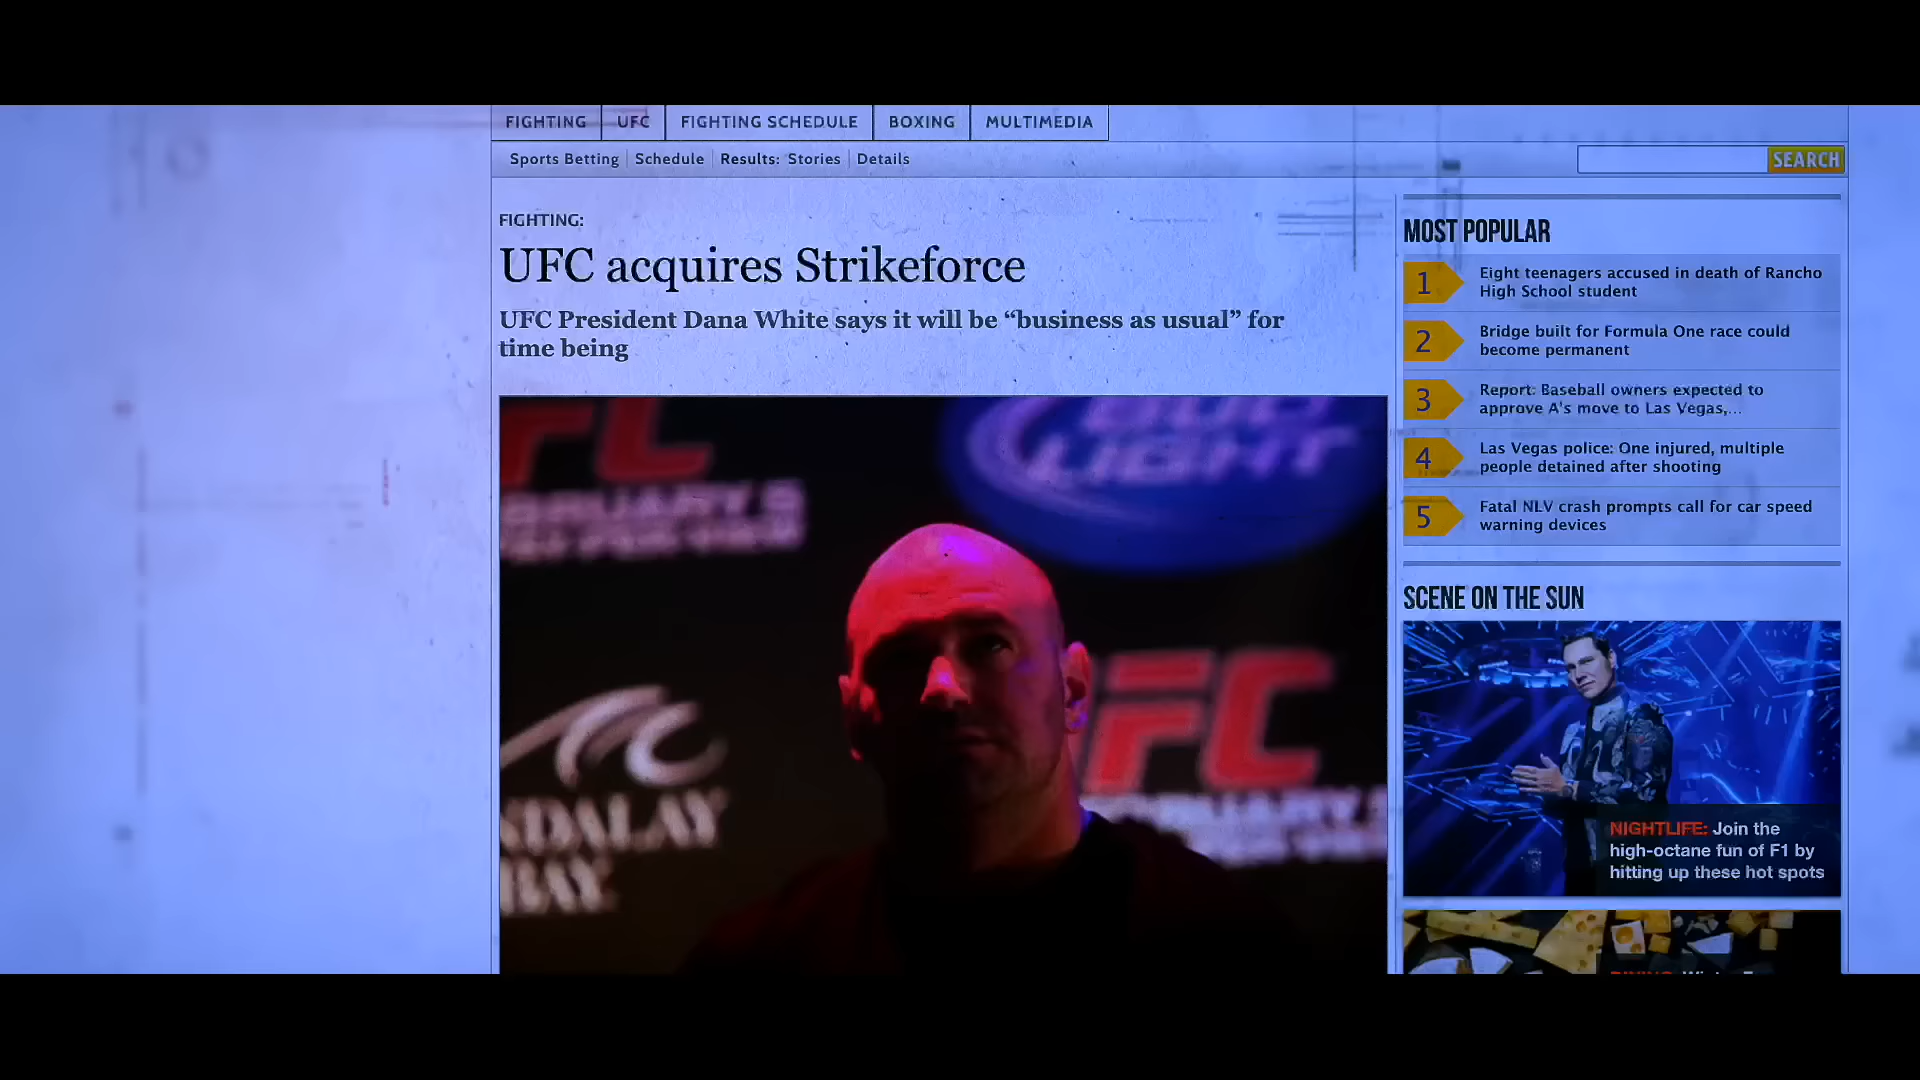 FIGHTING UFC FIGHTING SCHEDULE BOXING MULTIMEDIA
Sports Betting Schedule Results: Stories Details
SEARCH
FIGHTING:
UFC acquires Strikeforce
UFC President Dana White says it will be “business as usual” for
time being
BUD
LIGHT
MOST POPULAR
1 Eight teenagers accused in death of Rancho
High School student
2 Bridge built for Formula One race could
become permanent
3 Report: Baseball owners expected to
approve A's move to Las Vegas,...
4 Las Vegas police: One injured, multiple
people detained after shooting
5 Fatal NLV crash prompts call for car speed
warning devices
SCENE ON THE SUN
NIGHTLIFE: Join the
high-octane fun of F1 by
hitting up these hot spots